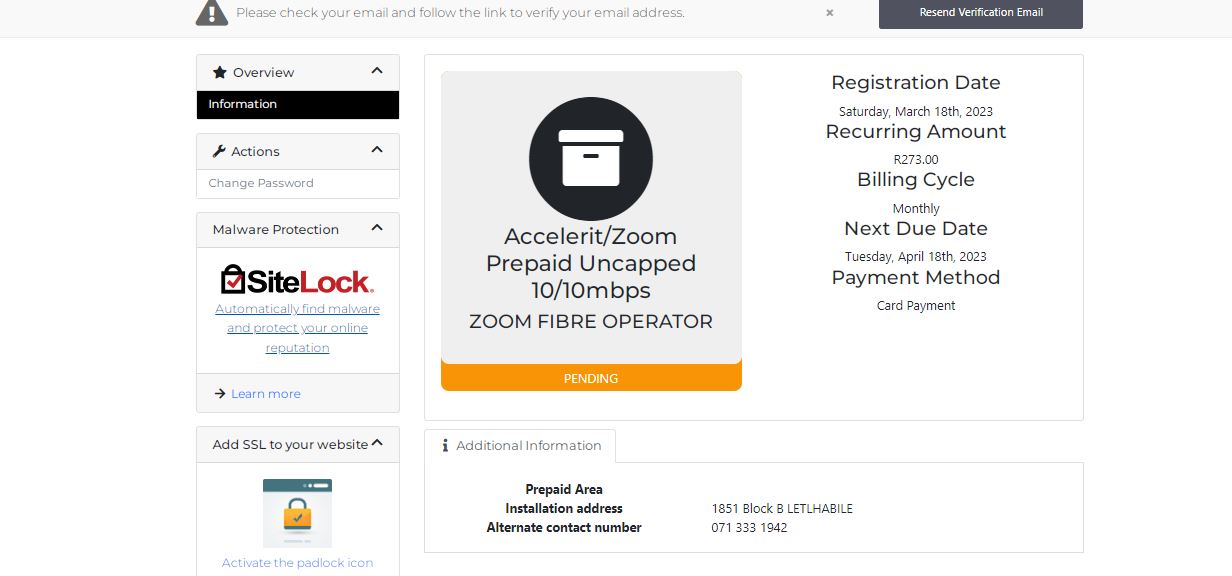 Please check your email and follow the link to verify your email address.
×
Resend Verification Email
Overview
Information
Actions
Change Password
Malware Protection
SiteLock
Automatically find malware
and protect your online
reputation
Learn more
Add SSL to your website
Activate the padlock icon
Accelerit/Zoom
Prepaid Uncapped
10/10mbps
ZOOM FIBRE OPERATOR
PENDING
Registration Date
Saturday, March 18th, 2023
Recurring Amount
R273.00
Billing Cycle
Monthly
Next Due Date
Tuesday, April 18th, 2023
Payment Method
Card Payment
Additional Information
Prepaid Area
Installation address 1851 Block B LETLHABILE
Alternate contact number 071 333 1942